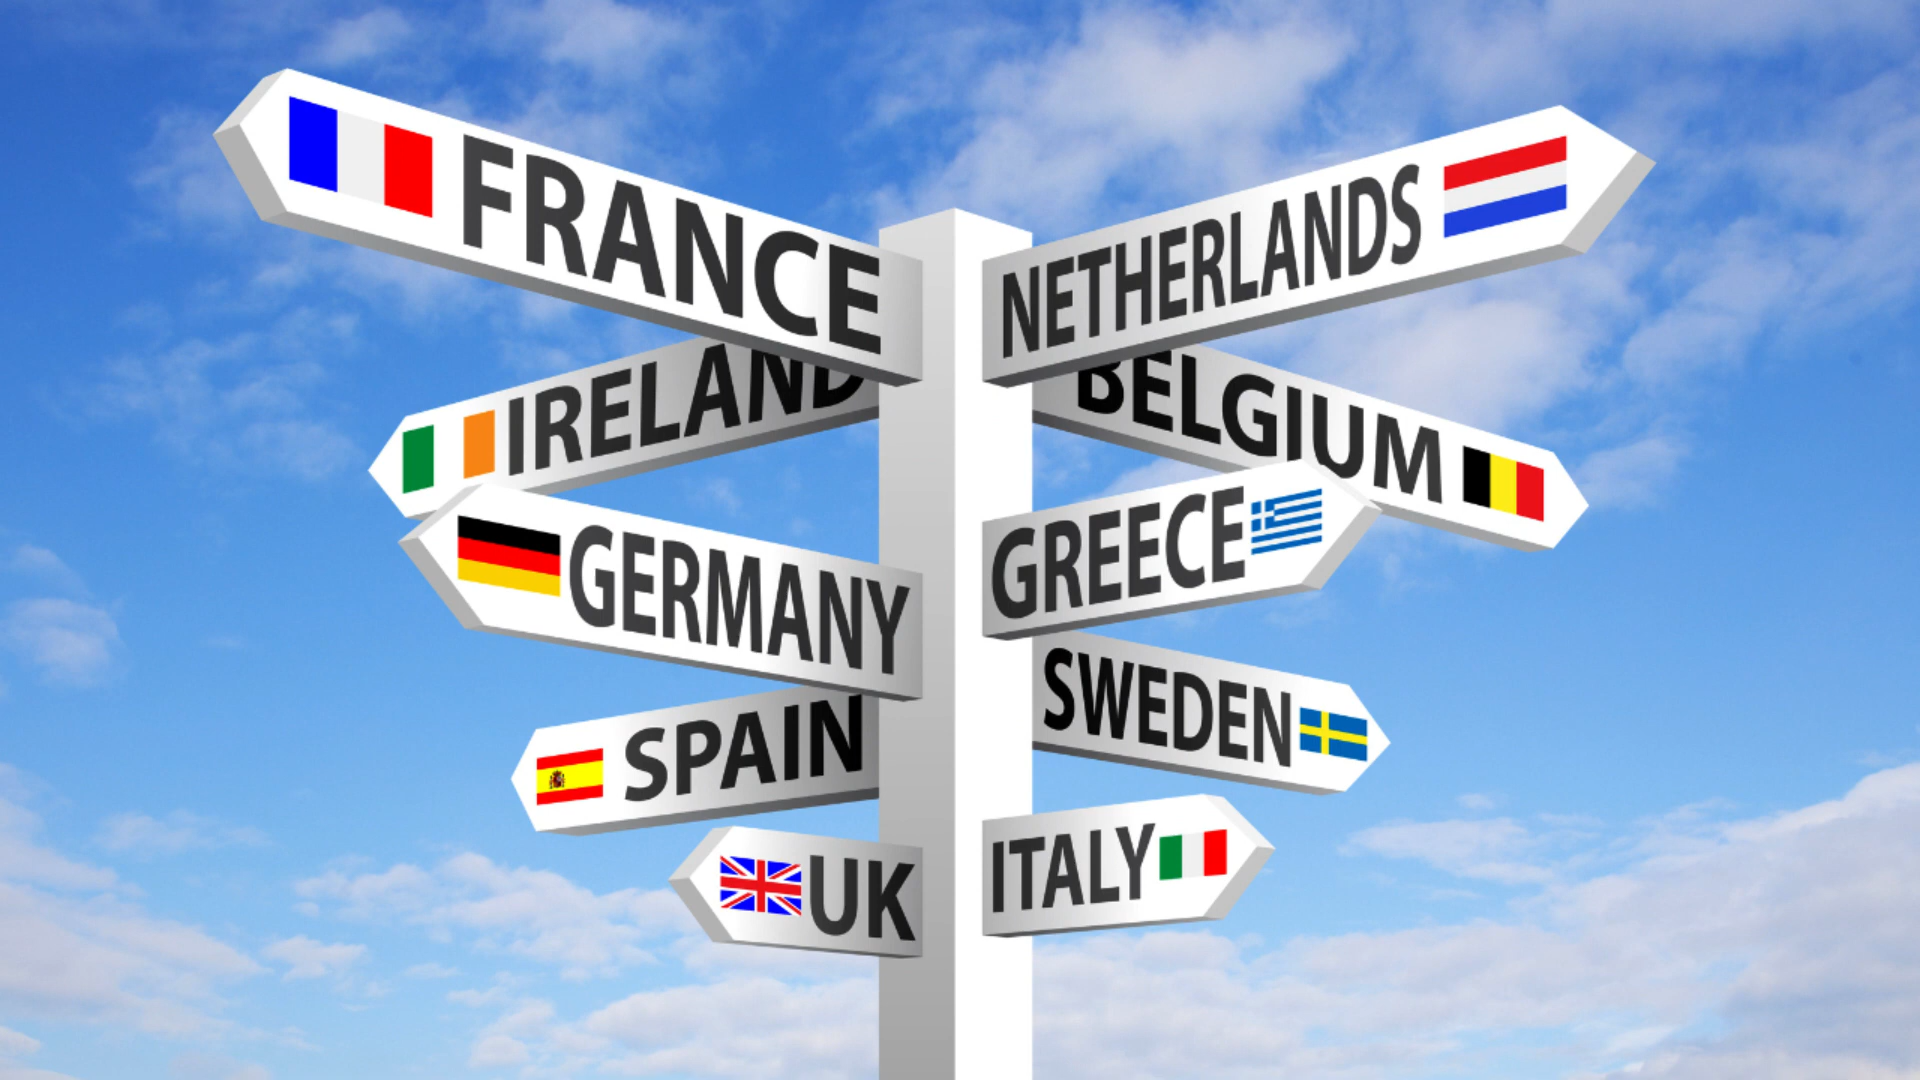 FRANCE
NETHERLANDS
IRELAND
BELGIUM
GERMANY
GREECE
SPAIN
SWEDEN
UK
ITALY